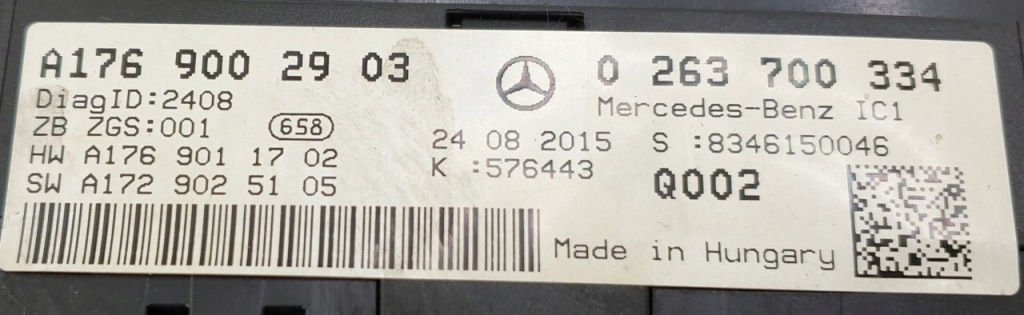 A176 900 29 03
DiagID:2408
ZB ZGS:001 658
HW A176 901 17 02
SW A172 902 51 05
24 08 2015
K :576443
0 263 700 334
Mercedes-Benz IC1
S :8346150046
Q002
Made in Hungary